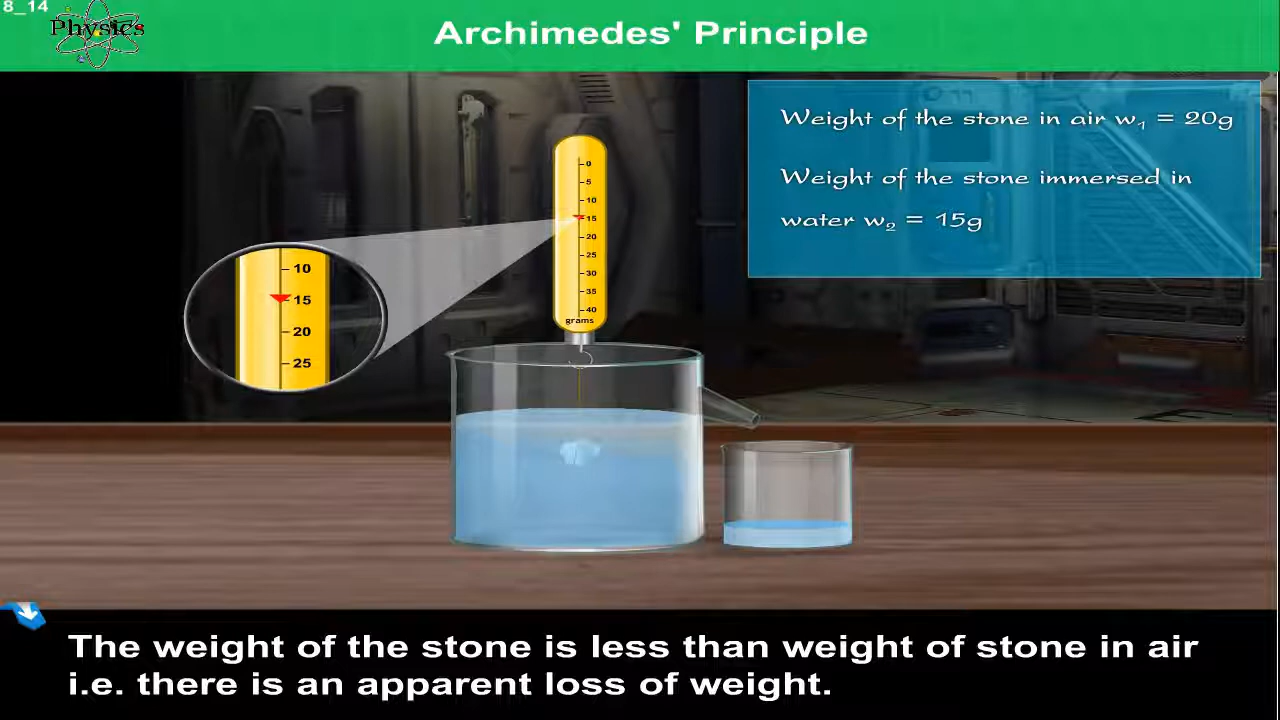 8_14
Physics
Archimedes' Principle
Weight of the stone in air w₁ = 20g
Weight of the stone immersed in
water w₂ = 15g
0
5
10
15
20
25
30
35
40
grams
10
15
20
25
The weight of the stone is less than weight of stone in air
i.e. there is an apparent loss of weight.